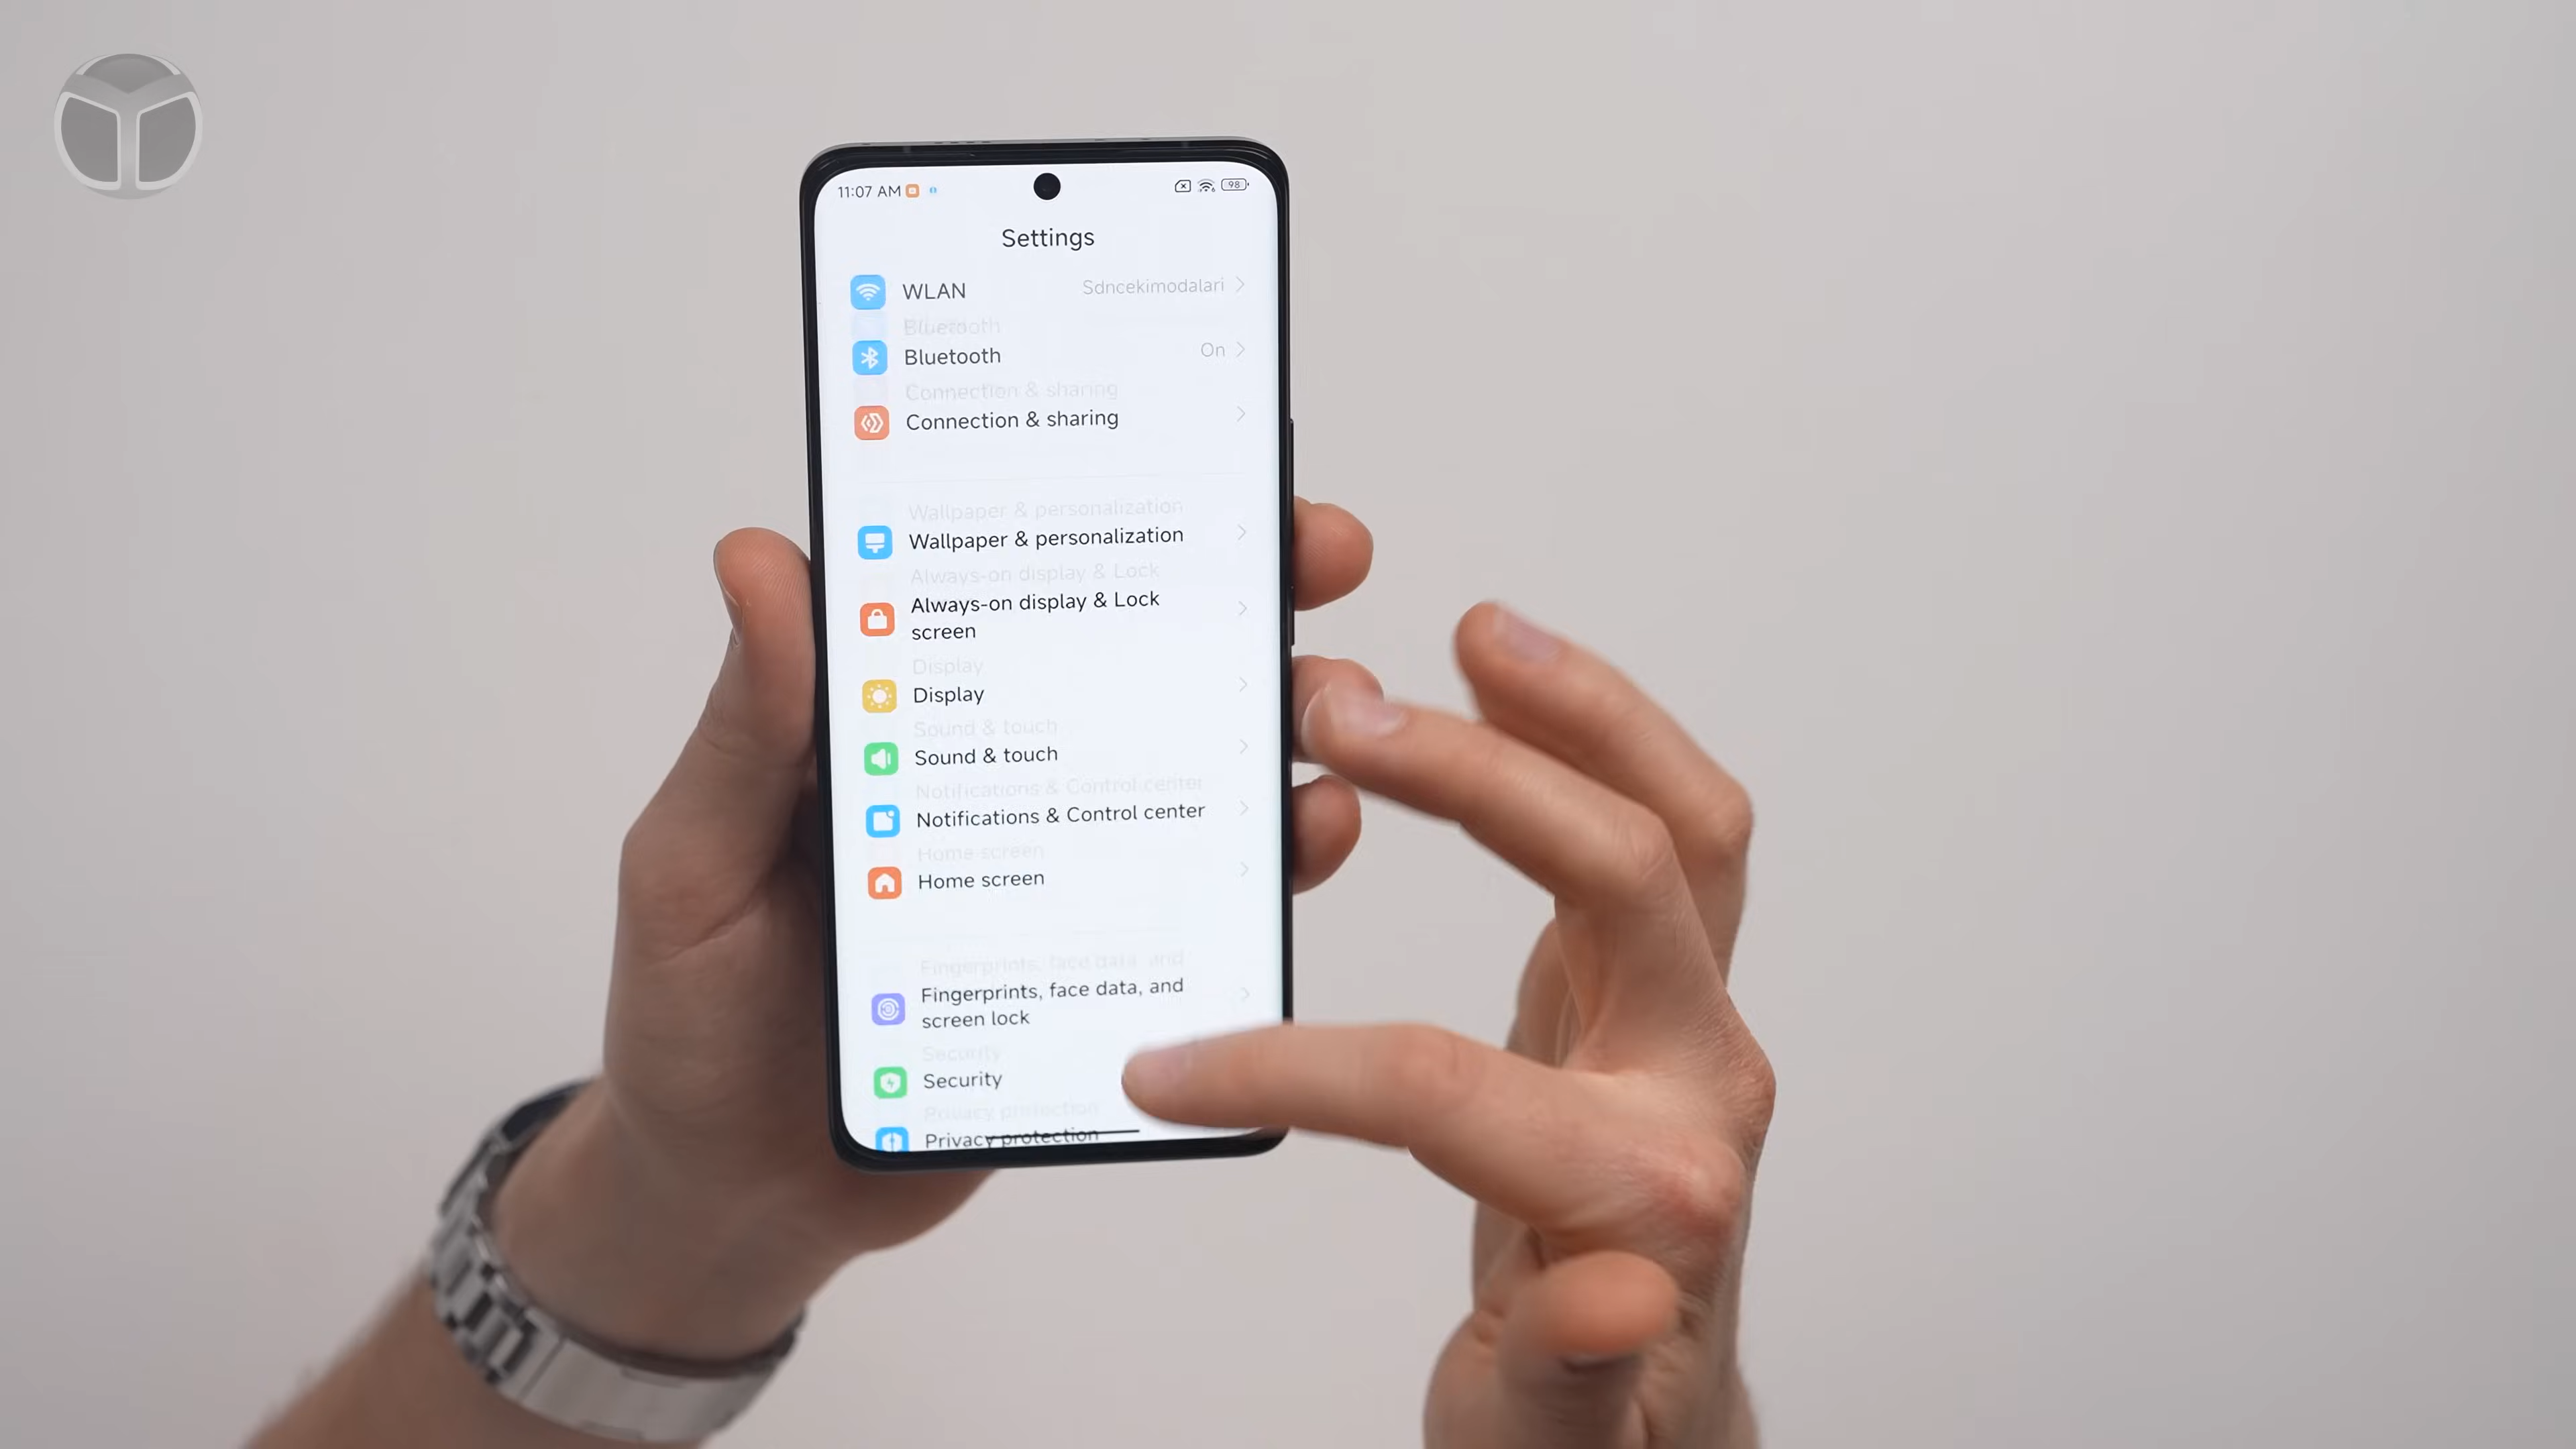 11:07 AM
98
Settings
WLAN Sdncekimodalari
Bluetooth On
Connection & sharing
Wallpaper & personalization
Always-on display & Lock
screen
Display
Sound & touch
Notifications & Control center
Home screen
Fingerprints, face data, and
screen lock
Security
Privacy protection